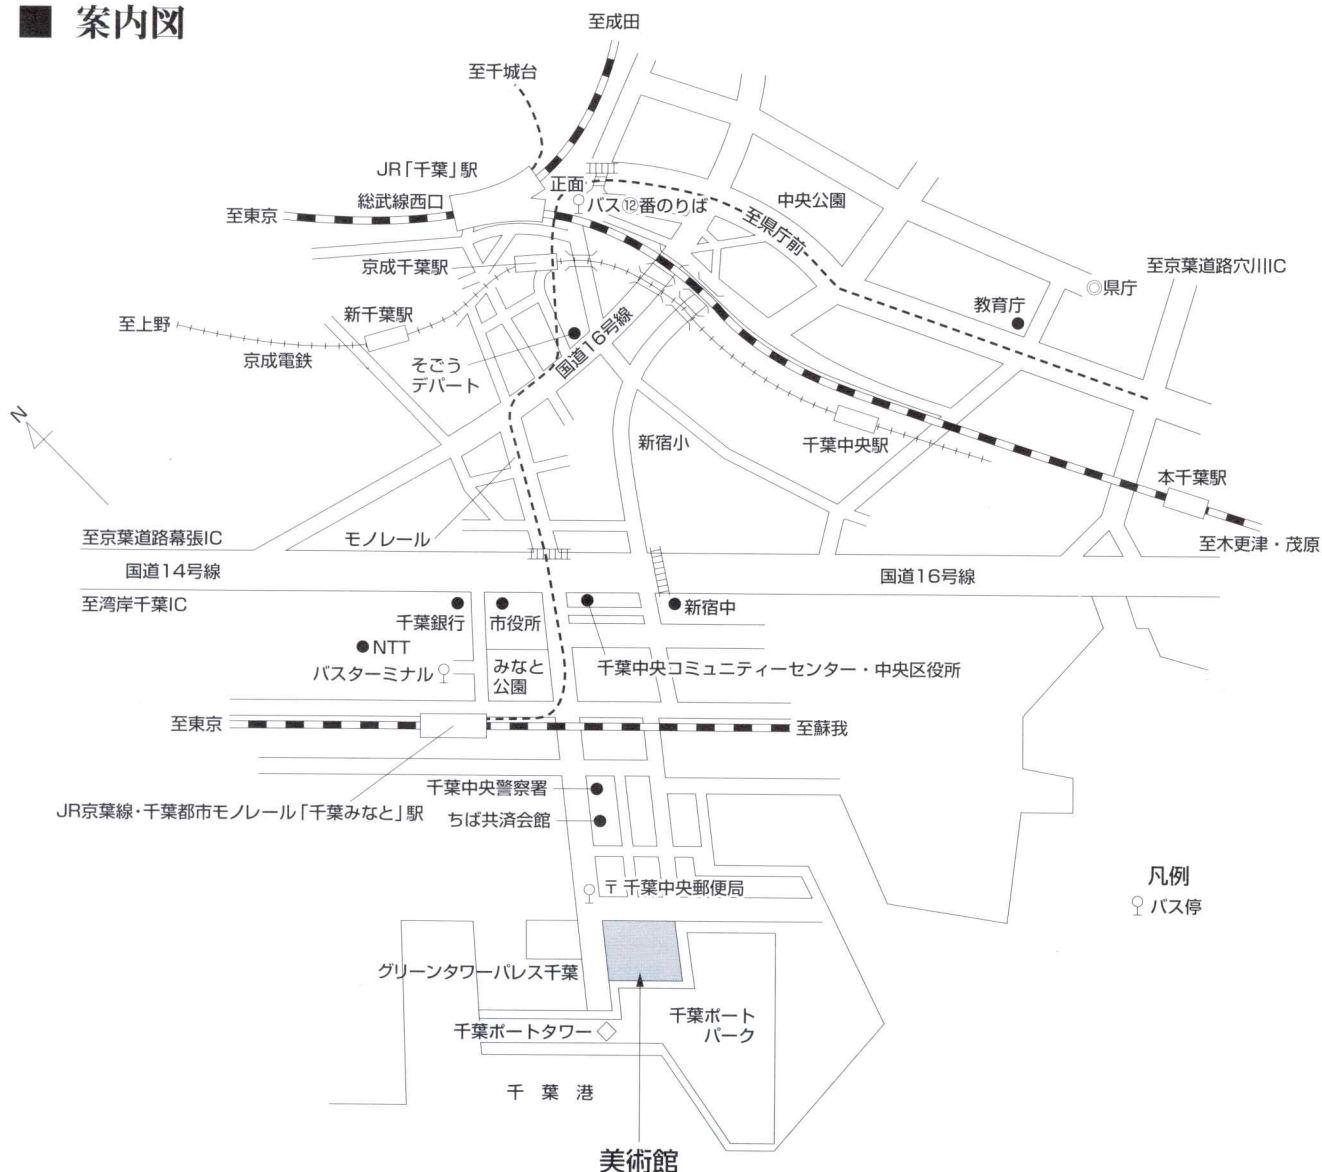 ■ 案内図
至成田
至千城台
JR「千葉」駅
正面
総武線西口
バス⑫番のりば
中央公園
至東京
至県庁前
京成千葉駅
至京葉道路穴川IC
◎県庁
教育庁
新千葉駅
至上野
国道16号線
京成電鉄
そごう
デパート
N
新宿小
千葉中央駅
本千葉駅
至京葉道路幕張IC
モノレール
至木更津・茂原
国道14号線
国道16号線
至湾岸千葉IC
千葉銀行
市役所
新宿中
NTT
バスターミナル
みなと
公園
千葉中央コミュニティーセンター・中央区役所
至東京
至蘇我
千葉中央警察署
JR京葉線・千葉都市モノレール「千葉みなと」駅
ちば共済会館
〒千葉中央郵便局
凡例
バス停
グリーンタワーパレス千葉
千葉ポート
パーク
千葉ポートタワー
千葉港
美術館